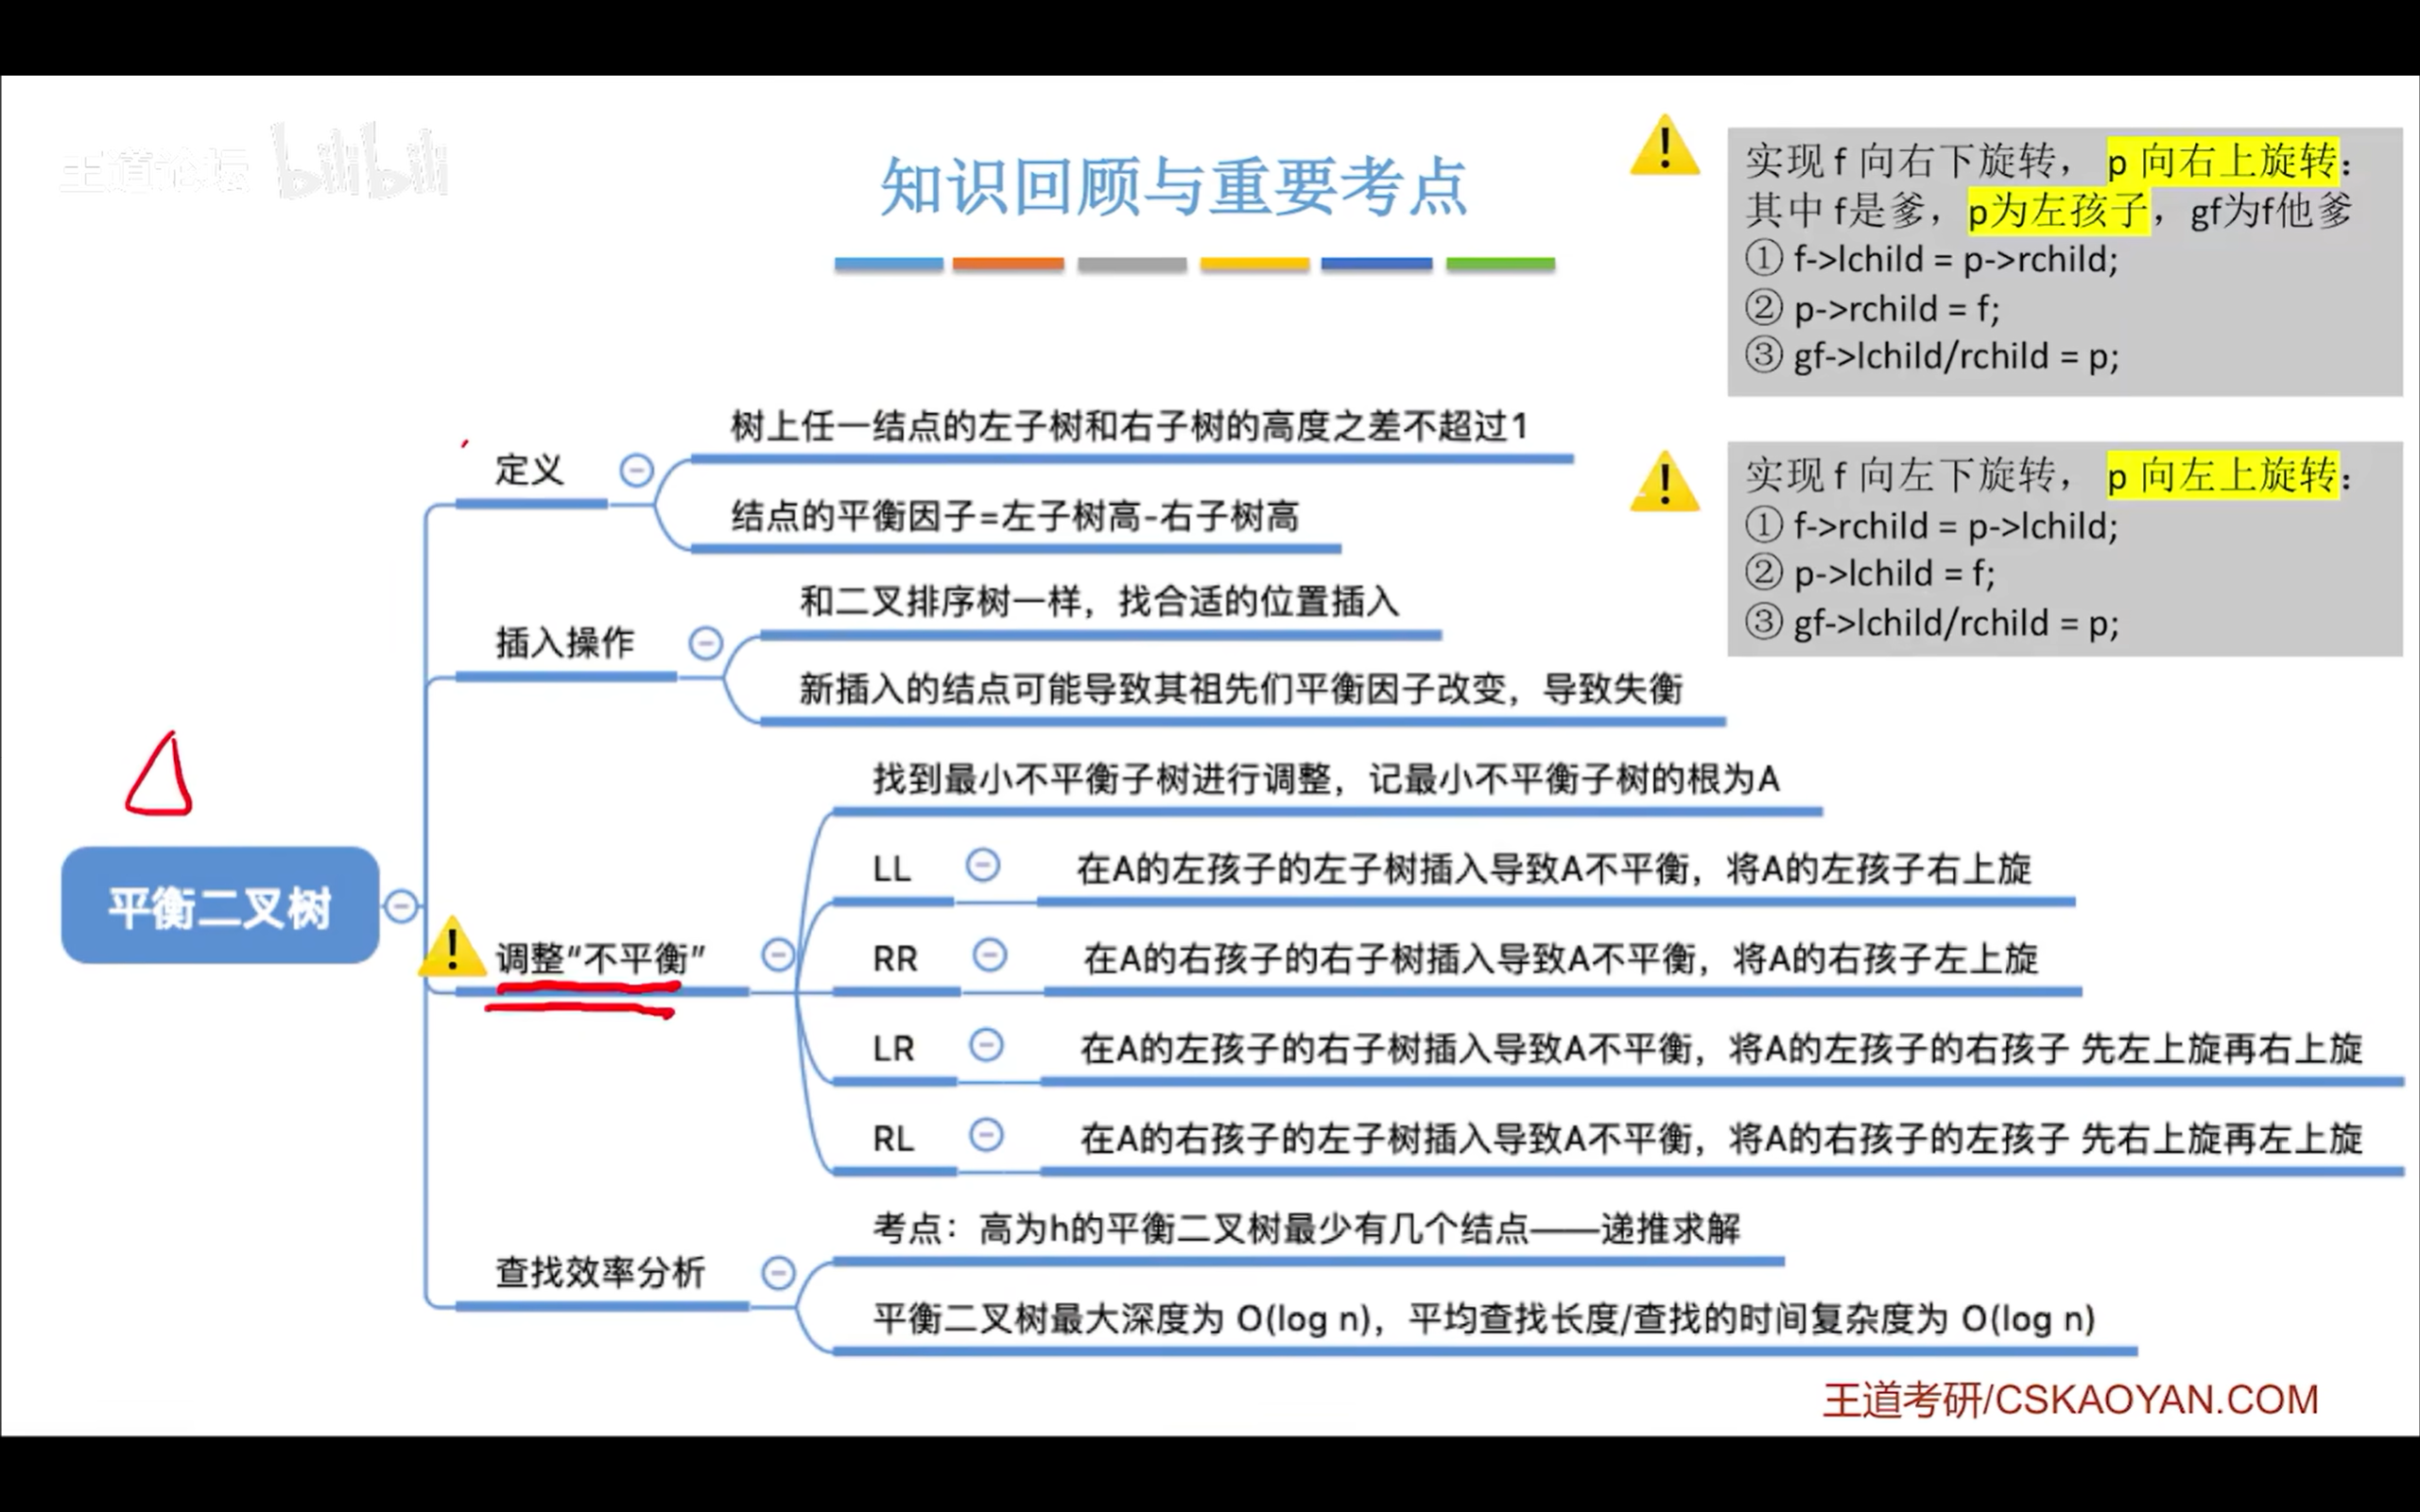 王道论坛 bilibili
知识回顾与重要考点
实现 f 向右下旋转， p 向右上旋转：
其中 f是爹，p为左孩子，gf为f他爹
① f->lchild = p->rchild;
② p->rchild = f;
③ gf->lchild/rchild = p;
实现 f 向左下旋转， p 向左上旋转：
① f->rchild = p->lchild;
② p->lchild = f;
③ gf->lchild/rchild = p;
平衡二叉树
定义
树上任一结点的左子树和右子树的高度之差不超过1
结点的平衡因子=左子树高-右子树高
插入操作
和二叉排序树一样，找合适的位置插入
新插入的结点可能导致其祖先们平衡因子改变，导致失衡
调整“不平衡”
找到最小不平衡子树进行调整，记最小不平衡子树的根为A
LL 在A的左孩子的左子树插入导致A不平衡，将A的左孩子右上旋
RR 在A的右孩子的右子树插入导致A不平衡，将A的右孩子左上旋
LR 在A的左孩子的右子树插入导致A不平衡，将A的左孩子的右孩子 先左上旋再右上旋
RL 在A的右孩子的左子树插入导致A不平衡，将A的右孩子的左孩子 先右上旋再左上旋
查找效率分析
考点：高为h的平衡二叉树最少有几个结点——递推求解
平衡二叉树最大深度为 O(log n)，平均查找长度/查找的时间复杂度为 O(log n)
王道考研/CSKAOYAN.COM